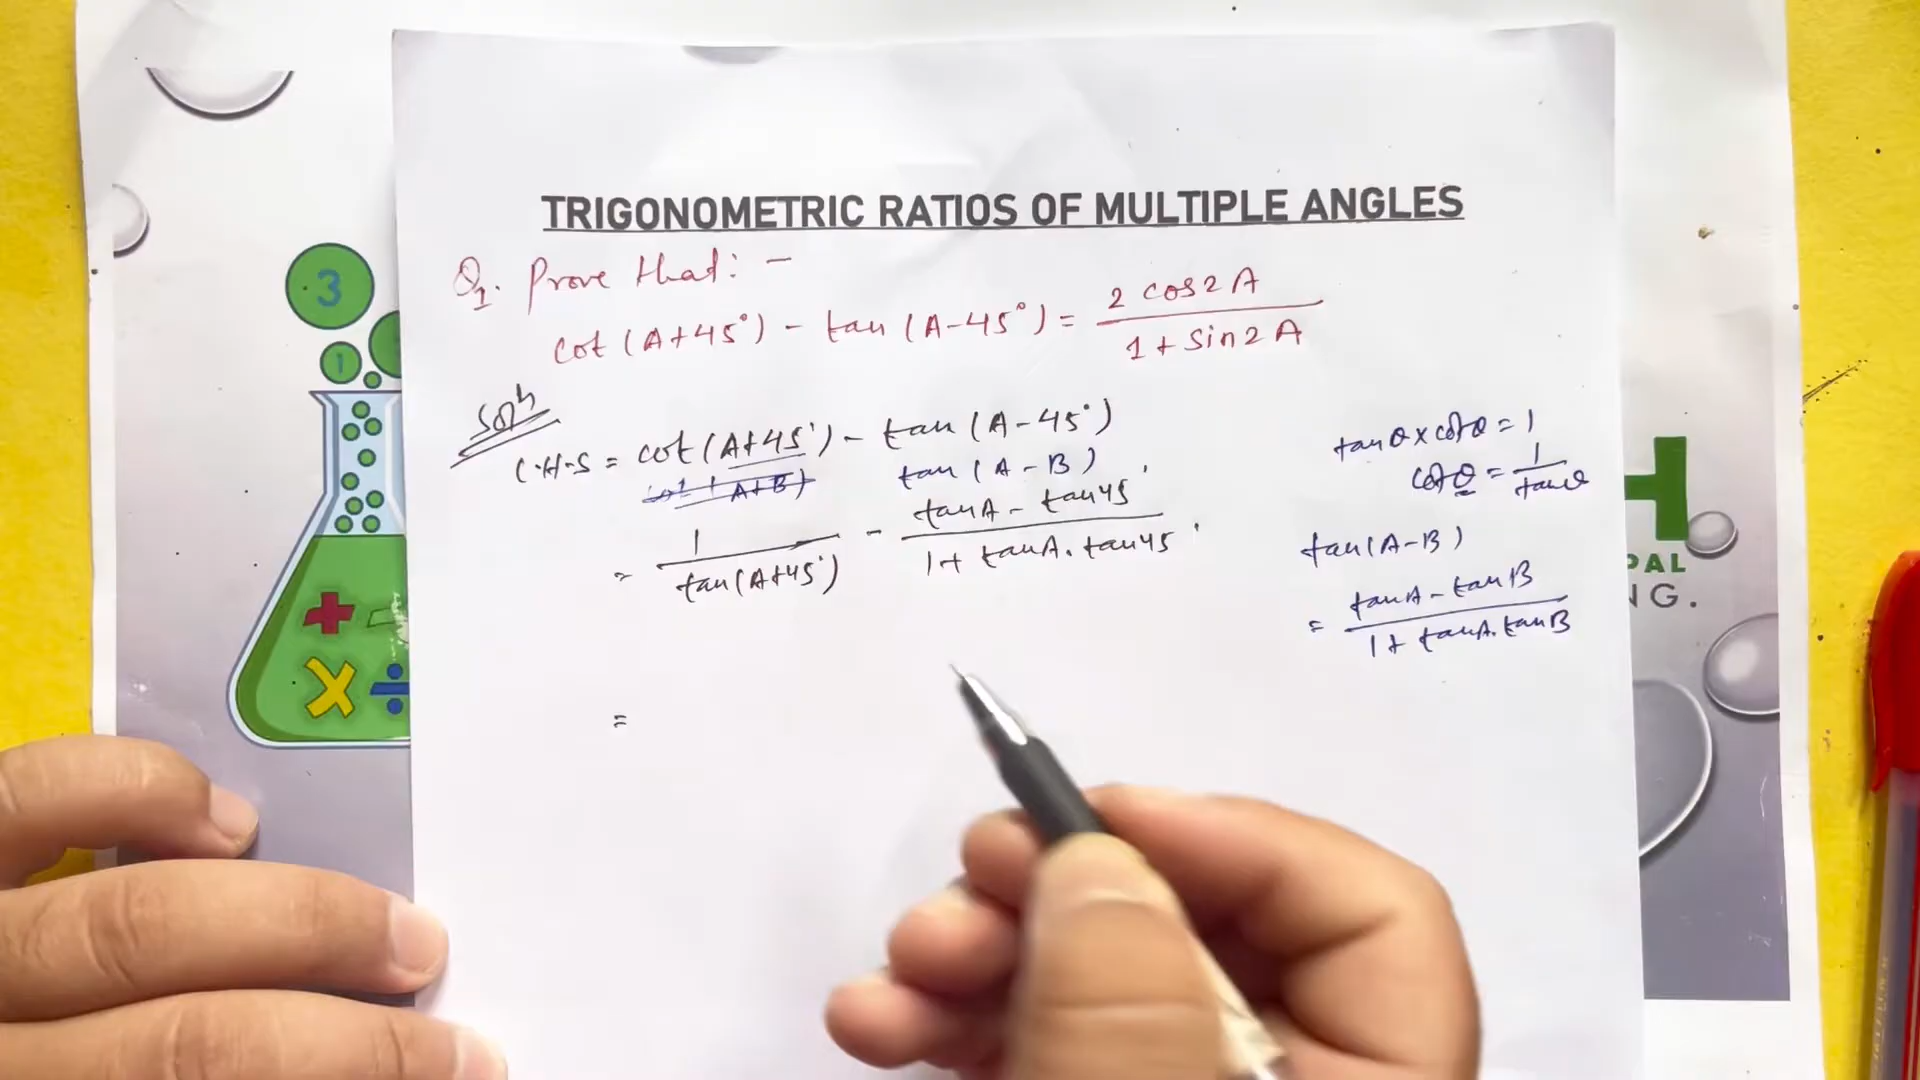 TRIGONOMETRIC RATIOS OF MULTIPLE ANGLES
Q1. Prove that: -
cot (A+45°) - tan (A-45°) = 2 cos2A / 1 + Sin2A
Solⁿ
L.H.S = cot (A+45°) - tan (A-45°)
cot (A+B) tan (A-B)
= 1 / tan(A+45°) - tanA - tan45° / 1+ tanA. tan45°
=
tanθ x cotθ = 1
cotθ = 1 / tanθ
tan(A-B)
= tanA - tanB / 1+ tanA. tanB
3
1
+
-
X
÷
H
PAL
NG.